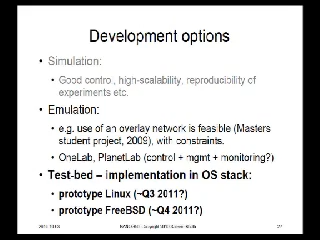 Development options
• Simulation:
• Good control, high-scalability, reproducibility of
experiments etc.
• Emulation:
• e.g. use of an overlay network is feasible (Masters
student project, 2009), with constraints.
• OneLab, PlanetLab (control + mgmt + monitoring?)
• Test-bed – implementation in OS stack:
• prototype Linux (~Q3 2011?)
• prototype FreeBSD (~Q4 2011?)